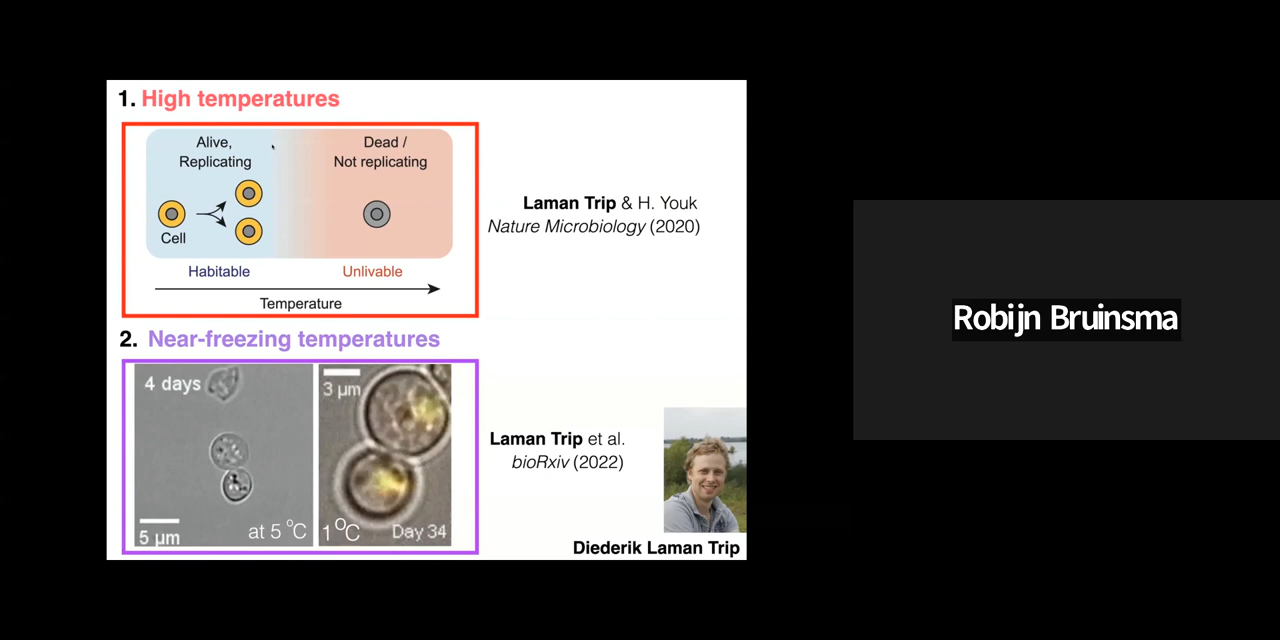 1. High temperatures
Alive,
Replicating
Dead /
Not replicating
Cell
Habitable
Unlivable
Temperature
Laman Trip & H. Youk
Nature Microbiology (2020)
2. Near-freezing temperatures
4 days
5 μm
at 5 °C
3 μm
1°C
Day 34
Laman Trip et al.
bioRxiv (2022)
Diederik Laman Trip
Robijn Bruinsma